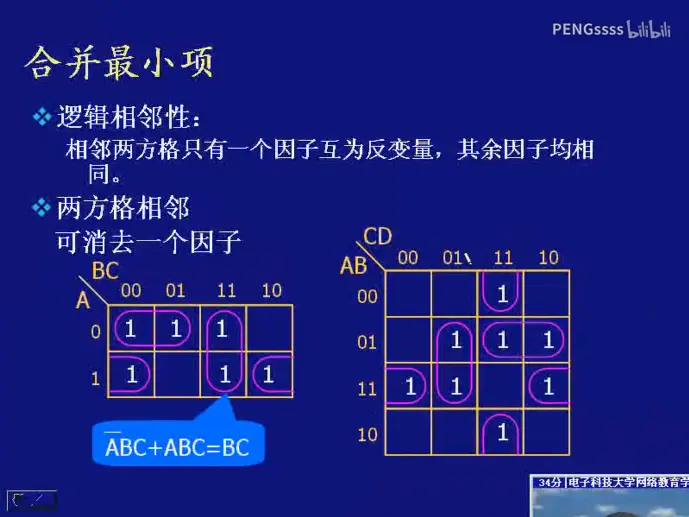 PENGssss bilibili
合并最小项
❖ 逻辑相邻性:
相邻两方格只有一个因子互为反变量，其余因子均相
同。
❖ 两方格相邻
可消去一个因子
BC
A
00 01 11 10
0 1 1 1
1 1 1 1
A̅BC+ABC=BC
CD
AB
00 01 11 10
00 1
01 1 1 1
11 1 1 1
10 1
34分|电子科技大学网络教育学